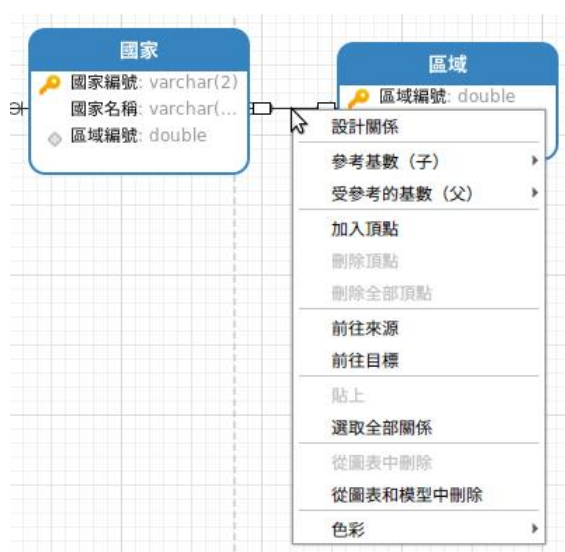 國家
國家編號: varchar(2)
國家名稱: varchar(...
區域編號: double
區域
區域編號: double
設計關係
參考基數（子）
受參考的基數（父）
加入頂點
刪除頂點
刪除全部頂點
前往來源
前往目標
貼上
選取全部關係
從圖表中刪除
從圖表和模型中刪除
色彩